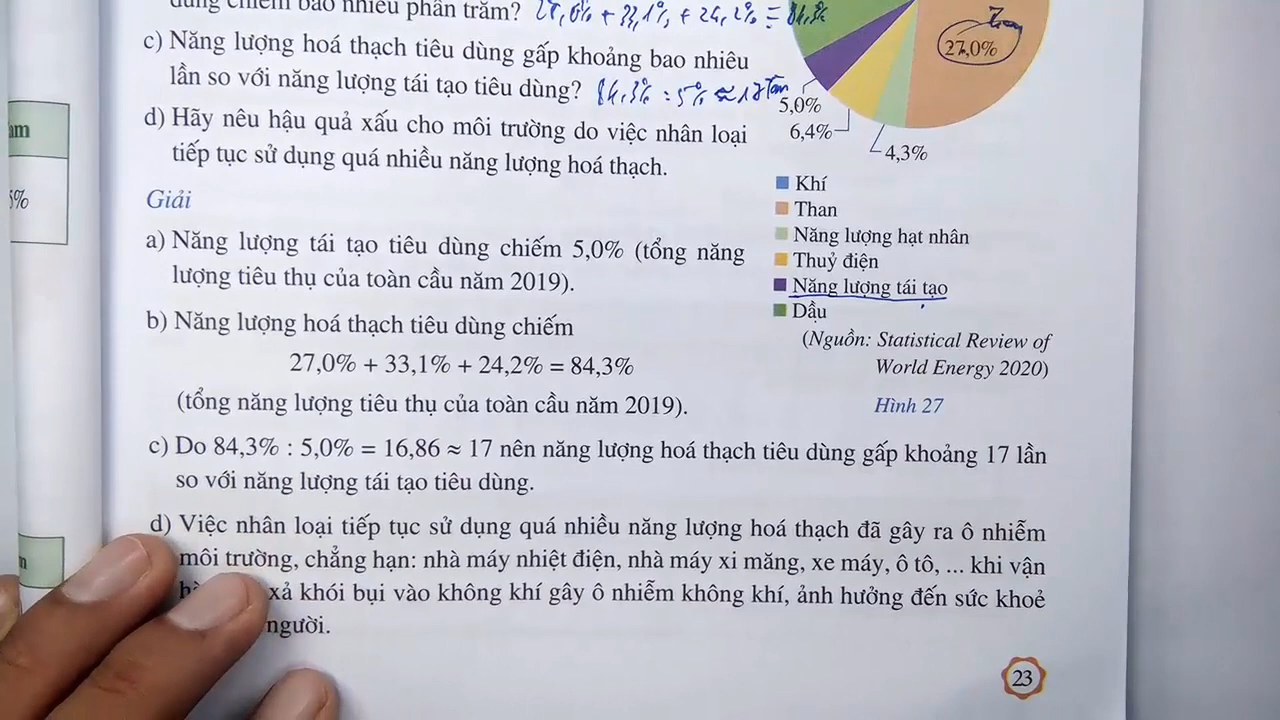 dùng chiếm bao nhiêu phần trăm?
c) Năng lượng hoá thạch tiêu dùng gấp khoảng bao nhiêu
lần so với năng lượng tái tạo tiêu dùng? 84,3% : 5% ≈ 17 lần
d) Hãy nêu hậu quả xấu cho môi trường do việc nhân loại
tiếp tục sử dụng quá nhiều năng lượng hoá thạch.
27,0%
5,0%
6,4%
4,3%
Khí
Than
Năng lượng hạt nhân
Thuỷ điện
Năng lượng tái tạo
Dầu
(Nguồn: Statistical Review of
World Energy 2020)
Hình 27
Giải
a) Năng lượng tái tạo tiêu dùng chiếm 5,0% (tổng năng
lượng tiêu thụ của toàn cầu năm 2019).
b) Năng lượng hoá thạch tiêu dùng chiếm
27,0% + 33,1% + 24,2% = 84,3%
(tổng năng lượng tiêu thụ của toàn cầu năm 2019).
c) Do 84,3% : 5,0% = 16,86 ≈ 17 nên năng lượng hoá thạch tiêu dùng gấp khoảng 17 lần
so với năng lượng tái tạo tiêu dùng.
d) Việc nhân loại tiếp tục sử dụng quá nhiều năng lượng hoá thạch đã gây ra ô nhiễm
môi trường, chẳng hạn: nhà máy nhiệt điện, nhà máy xi măng, xe máy, ô tô, ... khi vận
xả khói bụi vào không khí gây ô nhiễm không khí, ảnh hưởng đến sức khoẻ
người.
23